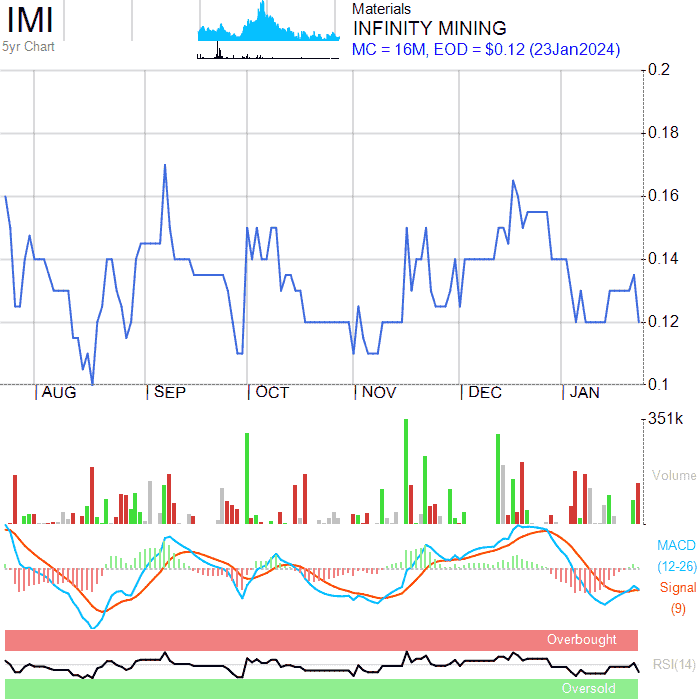 IMI
5yr Chart
Materials
INFINITY MINING
MC = 16M, EOD = $0.12 (23Jan2024)
0.2
0.18
0.16
0.14
0.12
0.1
AUG SEP OCT NOV DEC JAN
351k
Volume
MACD
(12-26)
Signal
(9)
Overbought
RSI(14)
Oversold